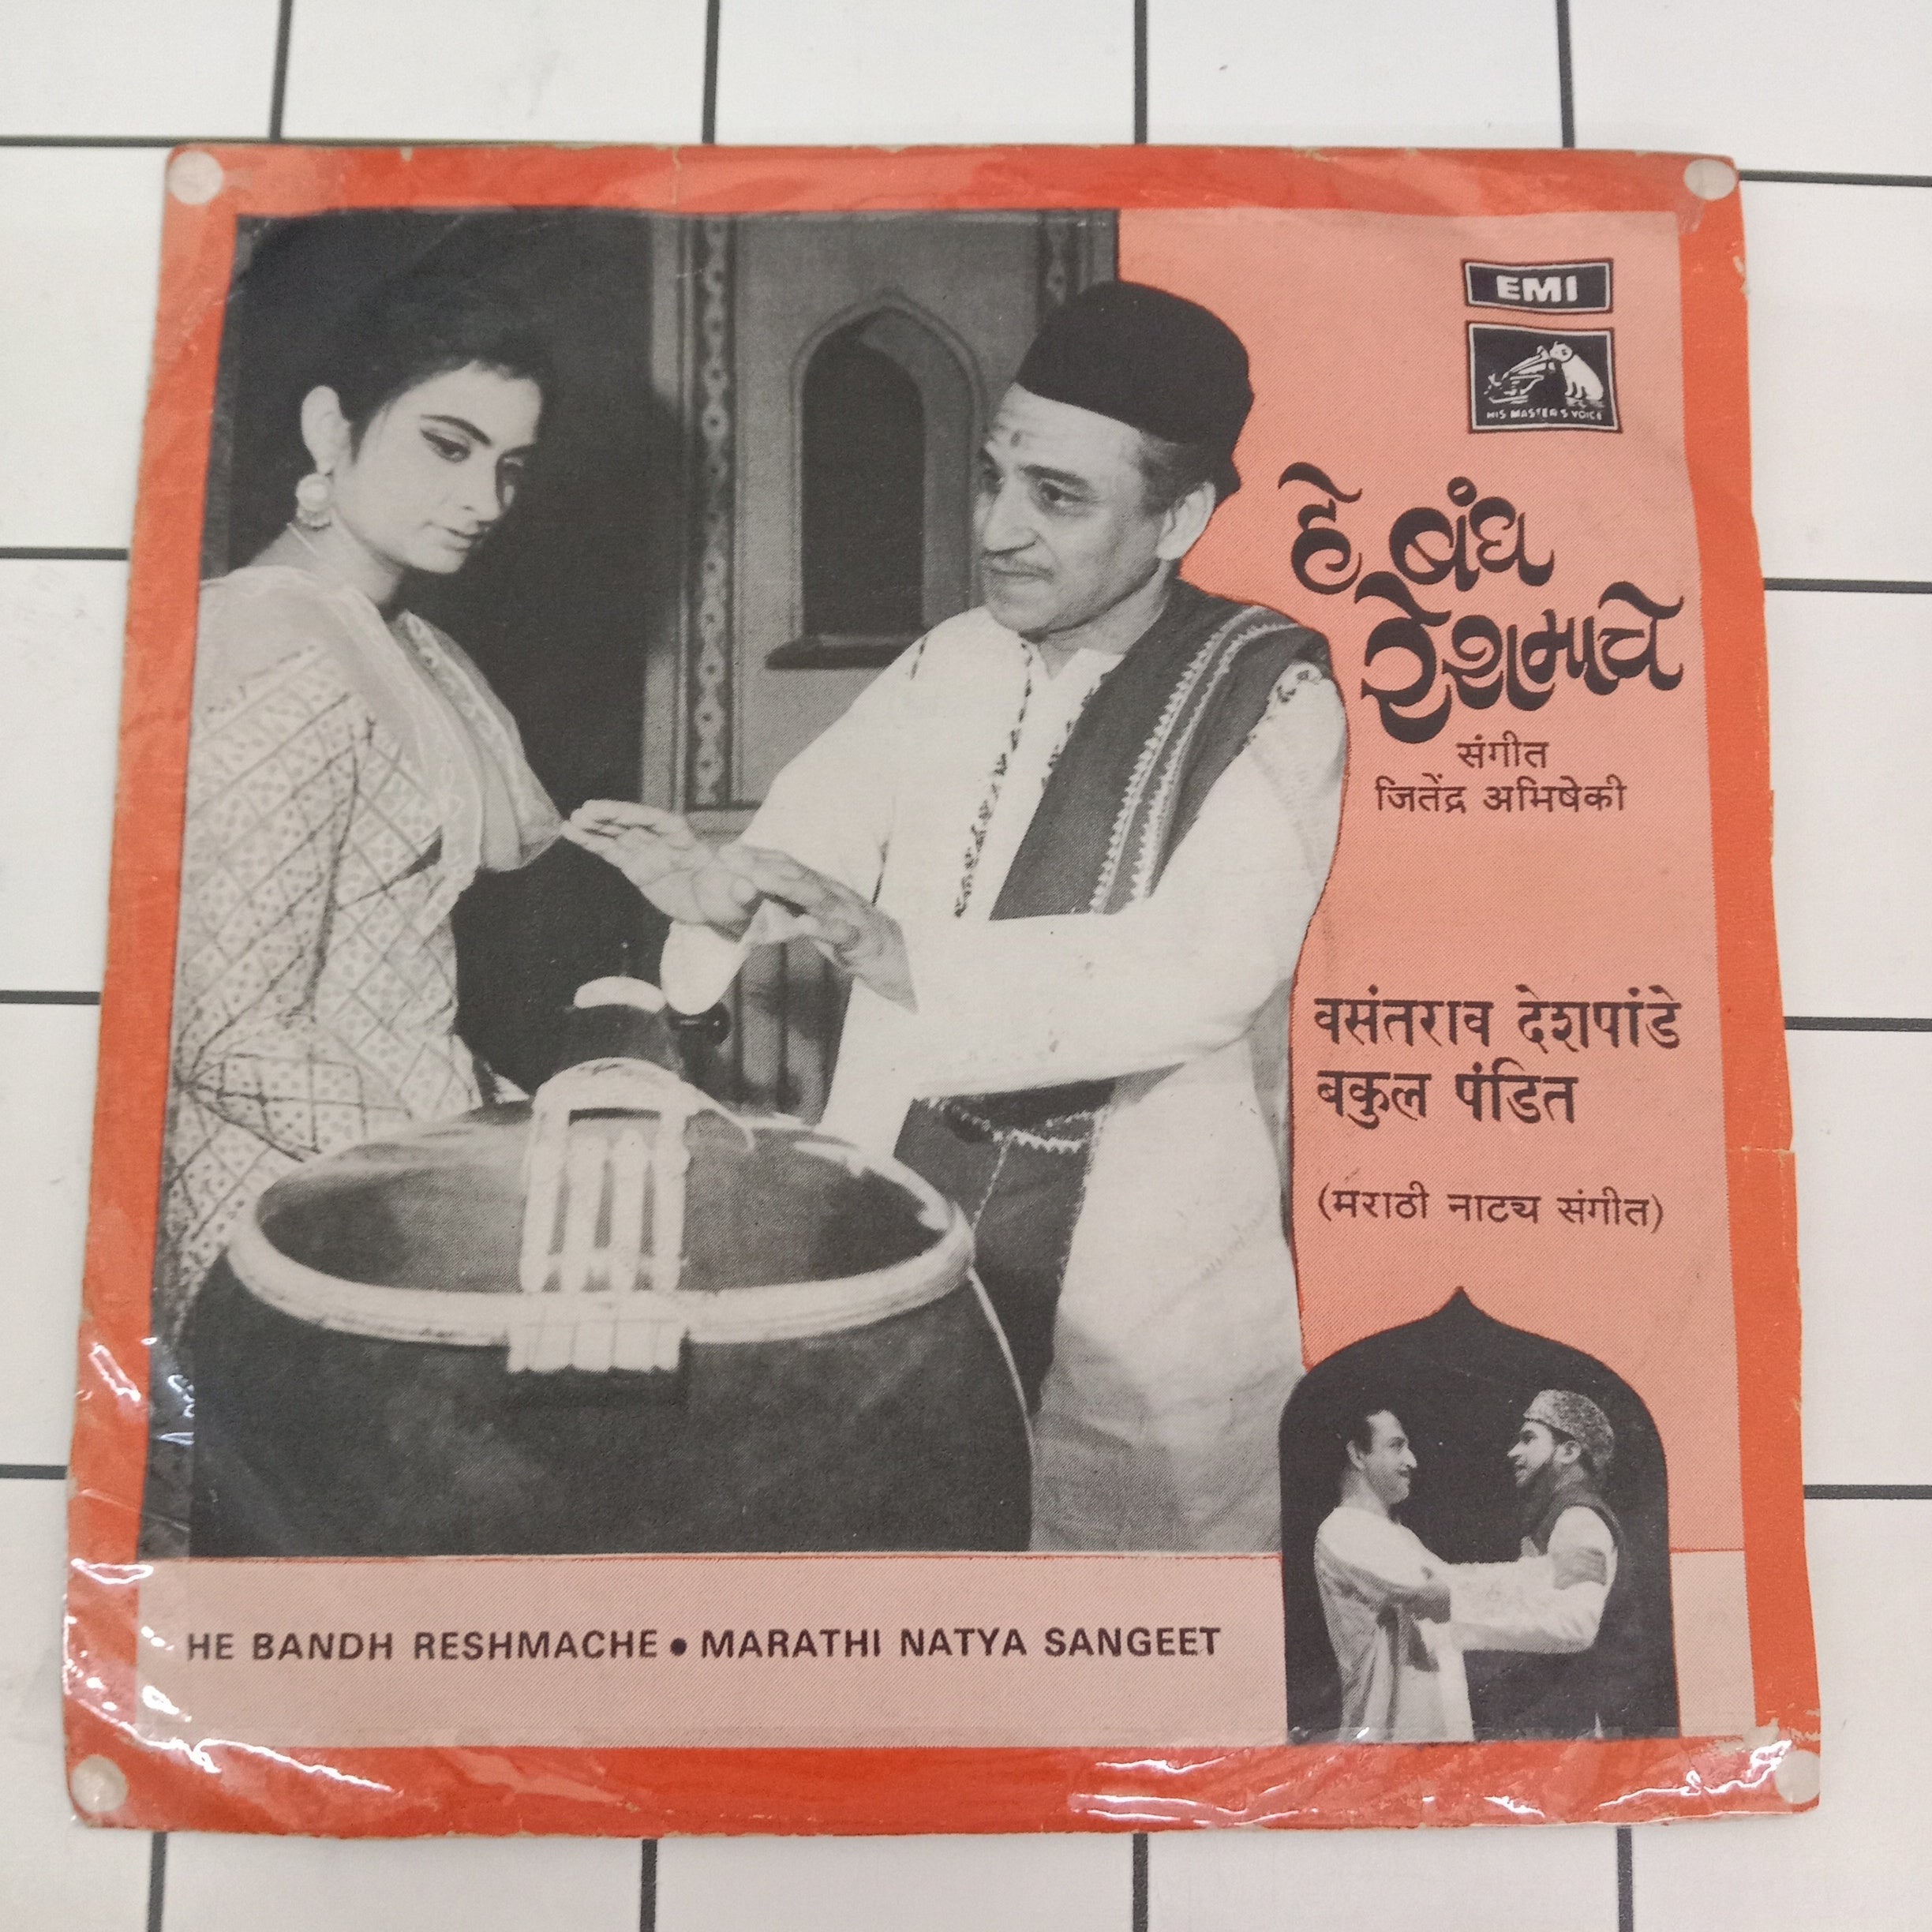 EMI
HIS MASTER'S VOICE
हे बंध
रेशमाचे
संगीत
जितेंद्र अभिषेकी
वसंतराव देशपांडे
बकुल पंडित
(मराठी नाट्य संगीत)
HE BANDH RESHMACHE • MARATHI NATYA SANGEET